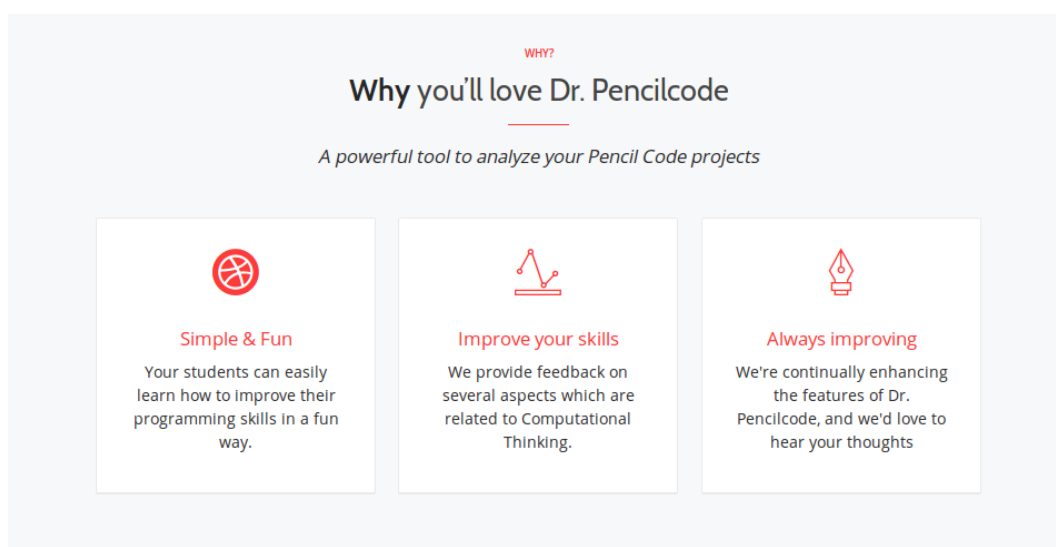 WHY?
Why you’ll love Dr. Pencilcode
A powerful tool to analyze your Pencil Code projects
Simple & Fun
Your students can easily
learn how to improve their
programming skills in a fun
way.
Improve your skills
We provide feedback on
several aspects which are
related to Computational
Thinking.
Always improving
We're continually enhancing
the features of Dr.
Pencilcode, and we'd love to
hear your thoughts